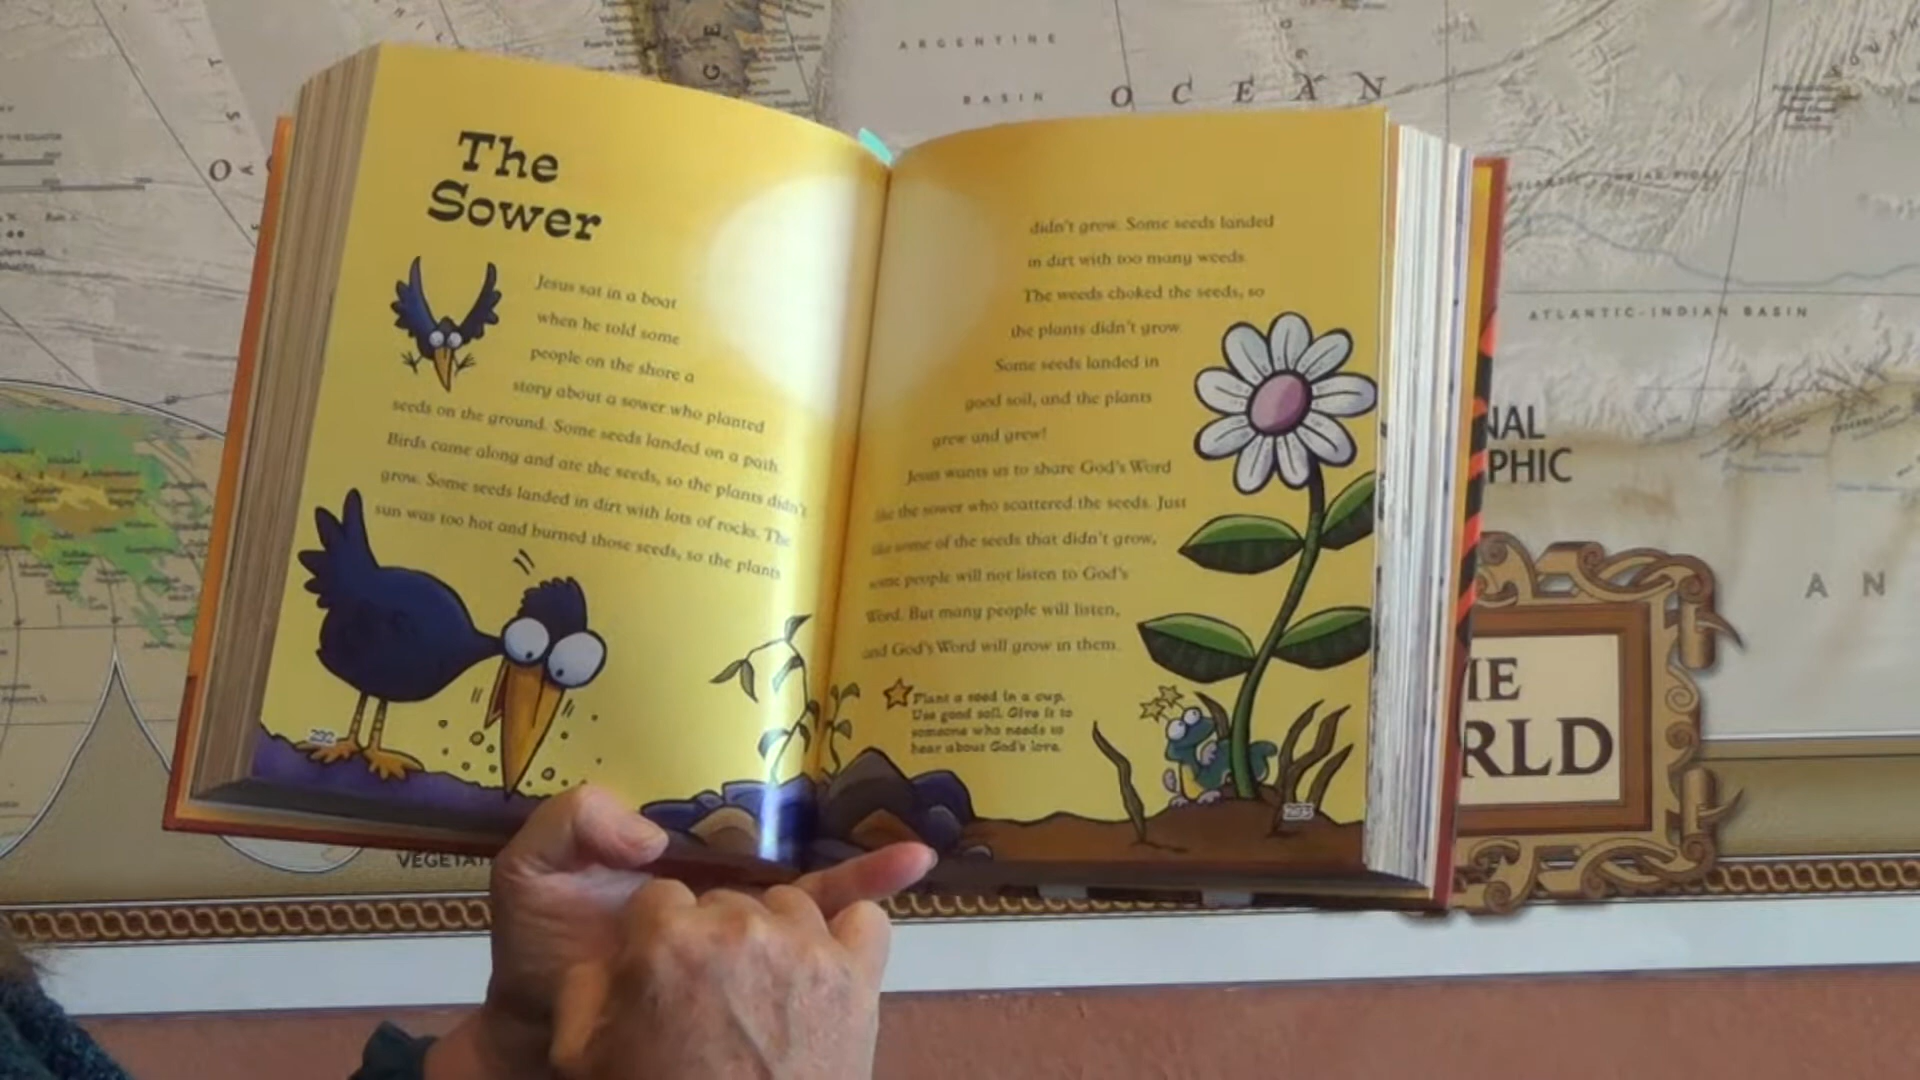 The
Sower
Jesus sat in a boat
when he told some
people on the shore a
story about a sower who planted
seeds on the ground. Some seeds landed on a path.
Birds came along and ate the seeds, so the plants didn't
grow. Some seeds landed in dirt with lots of rocks. The
sun was too hot and burned those seeds, so the plants
292
didn't grow. Some seeds landed
in dirt with too many weeds.
The weeds choked the seeds, so
the plants didn't grow.
Some seeds landed in
good soil, and the plants
grew and grew!
Jesus wants us to share God's Word
like the sower who scattered the seeds. Just
like some of the seeds that didn't grow,
some people will not listen to God's
Word. But many people will listen,
and God's Word will grow in them.
Plant a seed in a cup.
Use good soil. Give it to
someone who needs to
hear about God's love.
293
ARGENTINE
BASIN
OCEAN
ATLANTIC-INDIAN BASIN
NAL
PHIC
AN
HE
RLD
VEGETATI